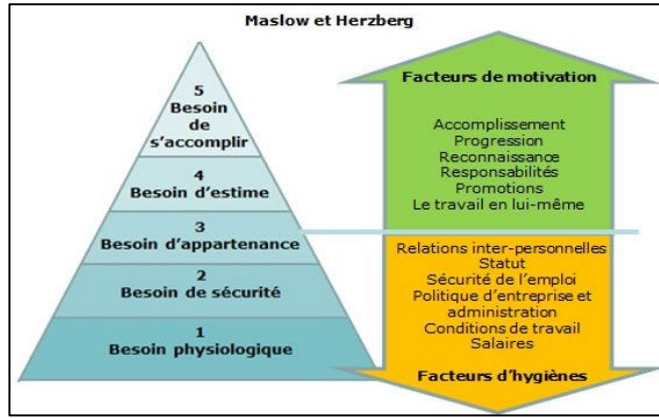 Maslow et Herzberg
5
Besoin
de
s'accomplir
4
Besoin d'estime
3
Besoin d'appartenance
2
Besoin de sécurité
1
Besoin physiologique
Facteurs de motivation
Accomplissement
Progression
Reconnaissance
Responsabilités
Promotions
Le travail en lui-même
Relations inter-personnelles
Statut
Sécurité de l'emploi
Politique d'entreprise et
administration
Conditions de travail
Salaires
Facteurs d'hygiènes